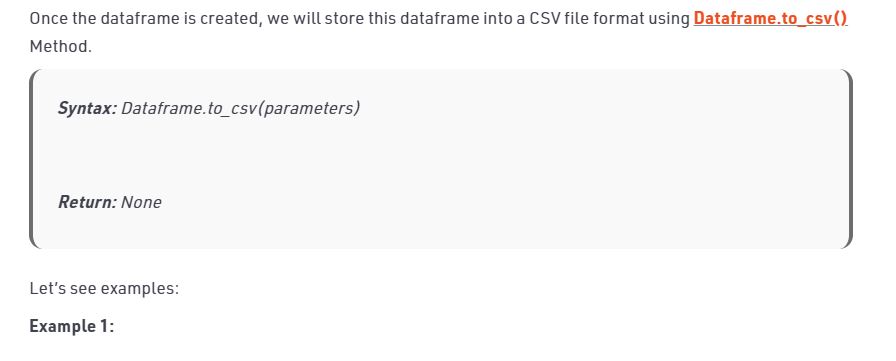 Once the dataframe is created, we will store this dataframe into a CSV file format using Dataframe.to_csv()
Method.
Syntax: Dataframe.to_csv(parameters)
Return: None
Let's see examples:
Example 1: